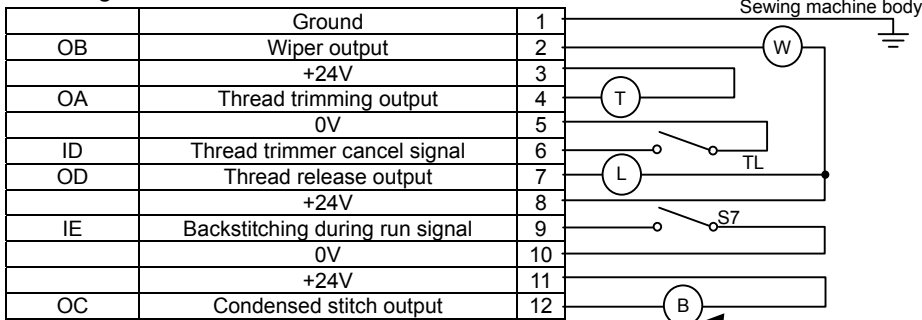 Sewing machine body
Ground 1
OB Wiper output 2 W
+24V 3
OA Thread trimming output 4 T
0V 5
ID Thread trimmer cancel signal 6 TL
OD Thread release output 7 L
+24V 8
IE Backstitching during run signal 9 S7
0V 10
+24V 11
OC Condensed stitch output 12 B